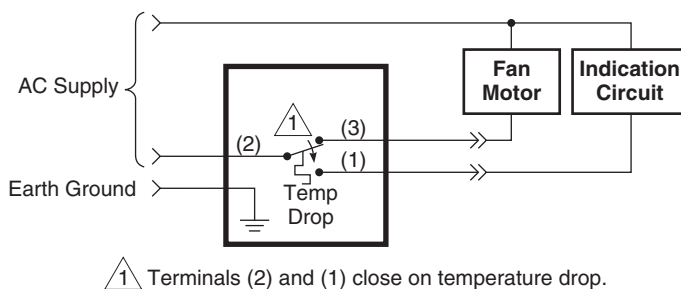 AC Supply
Earth Ground
Fan
Motor
Indication
Circuit
1
(2)
(3)
(1)
Temp
Drop
1 Terminals (2) and (1) close on temperature drop.